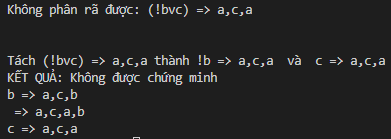 Không phân rã được: (!bvc) => a,c,a
Tách (!bvc) => a,c,a thành !b => a,c,a  và  c => a,c,a
KẾT QUẢ: Không được chứng minh
b => a,c,b
 => a,c,a,b
c => a,c,a